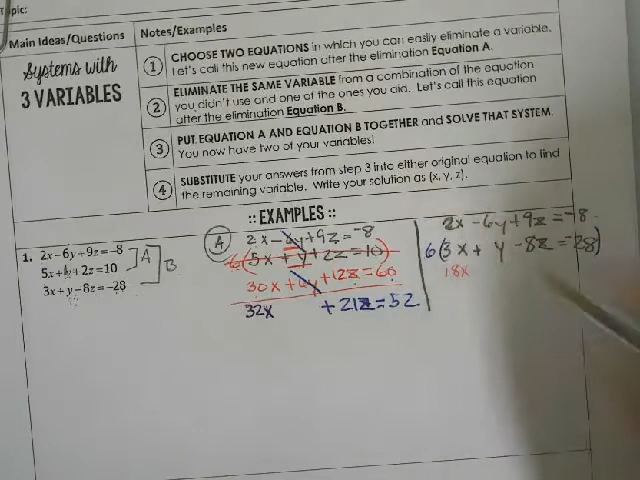 Topic:
Main Ideas/Questions
Notes/Examples
Systems with
3 VARIABLES
1 CHOOSE TWO EQUATIONS in which you can easily eliminate a variable.
Let's call this new equation after the elimination Equation A.
2 ELIMINATE THE SAME VARIABLE from a combination of the equation
you didn't use and one of the ones you did. Let's call this equation
after the elimination Equation B.
3 PUT EQUATION A AND EQUATION B TOGETHER and SOLVE THAT SYSTEM.
You now have two of your variables!
4 SUBSTITUTE your answers from step 3 into either original equation to find
the remaining variable. Write your solution as (x, y, z).
:: EXAMPLES ::
1. 2x - 6y + 9z = -8
5x + y + 2z = 10
3x + y - 8z = -28
A
B
A 2x - 6y + 9z = -8
6(5x + y + 2z = 10)
30x + 6y + 12z = 60
32x + 21z = 52
2x - 6y + 9z = -8
6(3x + y - 8z = -28)
18x